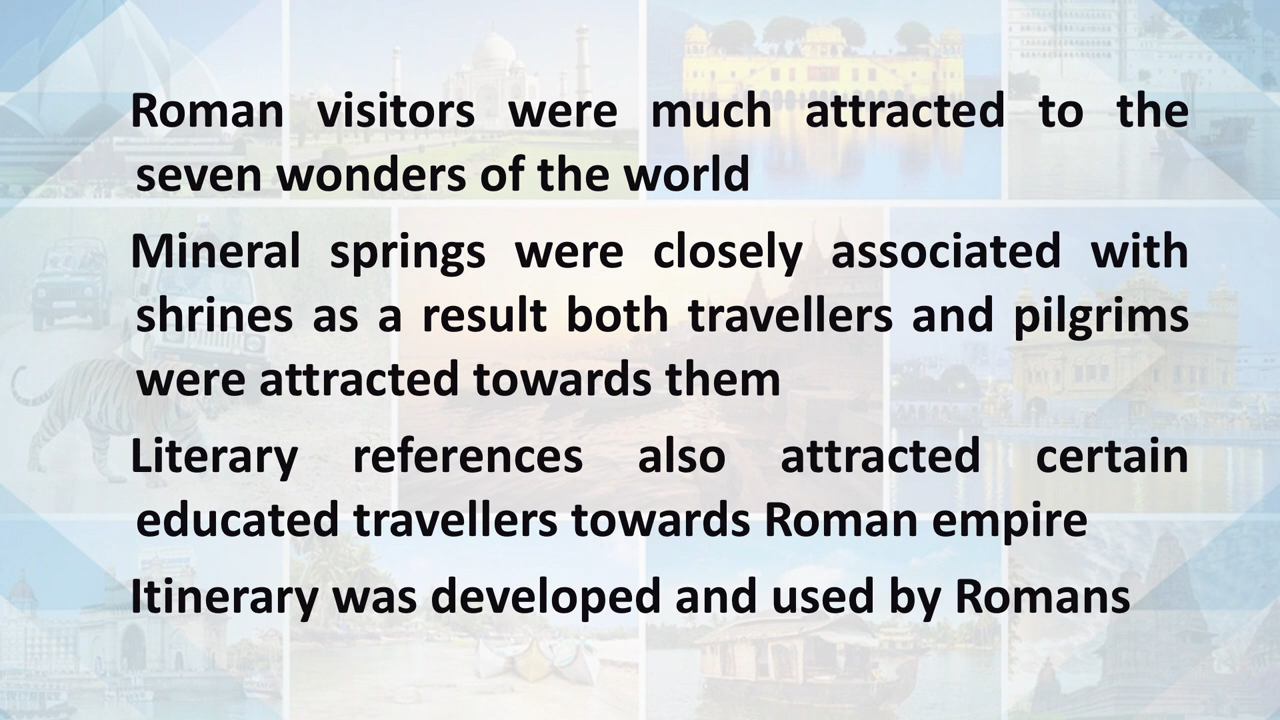 Roman visitors were much attracted to the
seven wonders of the world
Mineral springs were closely associated with
shrines as a result both travellers and pilgrims
were attracted towards them
Literary references also attracted certain
educated travellers towards Roman empire
Itinerary was developed and used by Romans